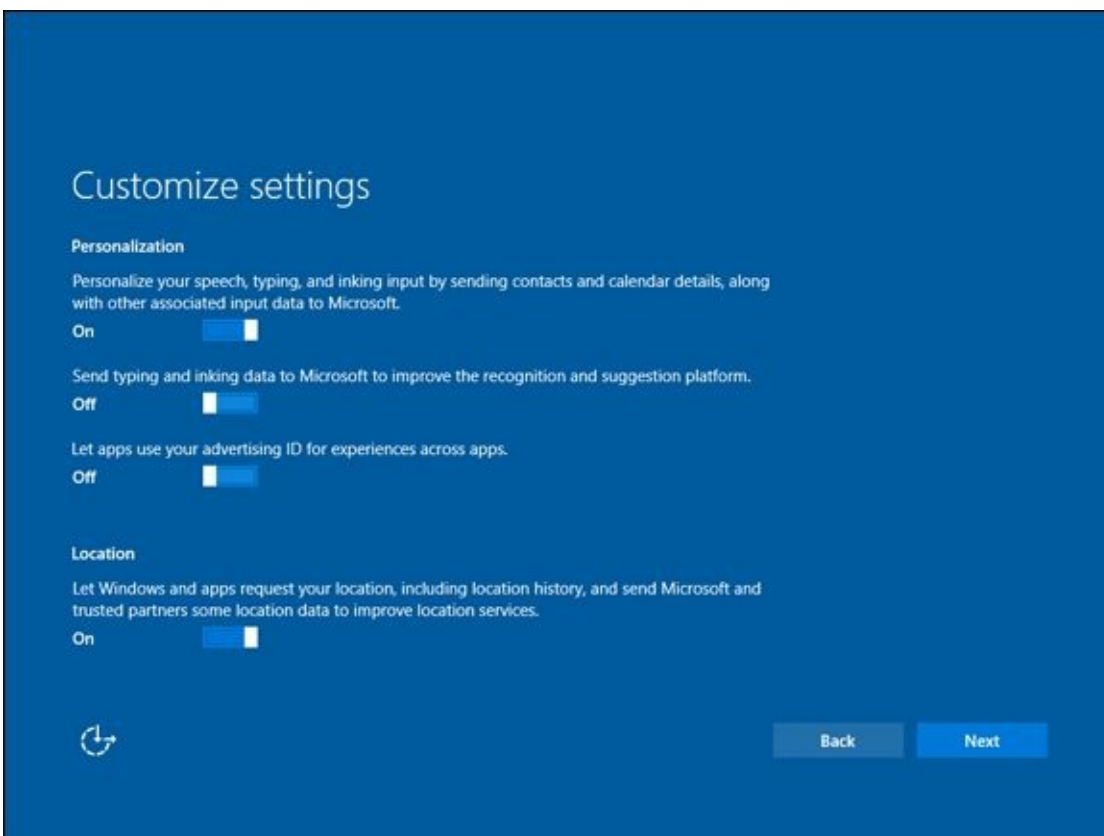 Customize settings
Personalization
Personalize your speech, typing, and inking input by sending contacts and calendar details, along
with other associated input data to Microsoft.
On
Send typing and inking data to Microsoft to improve the recognition and suggestion platform.
Off
Let apps use your advertising ID for experiences across apps.
Off
Location
Let Windows and apps request your location, including location history, and send Microsoft and
trusted partners some location data to improve location services.
On
Back
Next